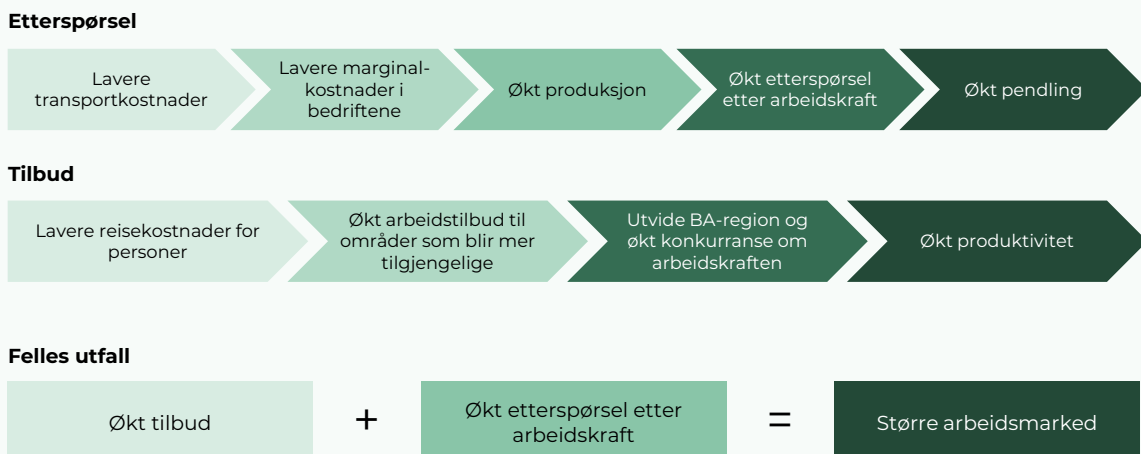 Etterspørsel
Lavere
transportkostnader
Lavere marginal-
kostnader i
bedriftene
Økt produksjon
Økt etterspørsel
etter arbeidskraft
Økt pendling
Tilbud
Lavere reisekostnader for
personer
Økt arbeidstilbud til
områder som blir mer
tilgjengelige
Utvide BA-region og
økt konkurranse om
arbeidskraften
Økt produktivitet
Felles utfall
Økt tilbud
+
Økt etterspørsel etter
arbeidskraft
=
Større arbeidsmarked